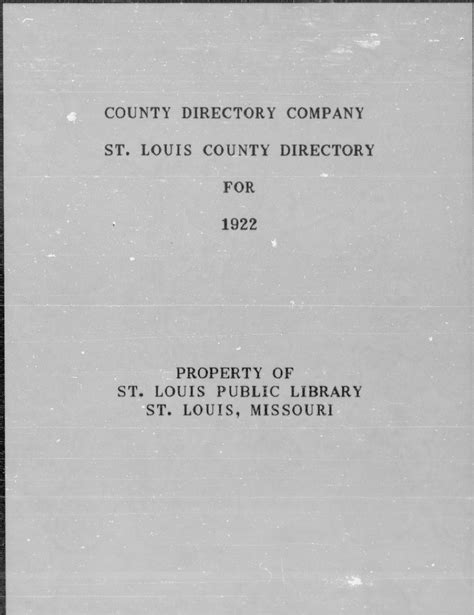 COUNTY DIRECTORY COMPANY
ST. LOUIS COUNTY DIRECTORY
FOR
1922
PROPERTY OF
ST. LOUIS PUBLIC LIBRARY
ST. LOUIS, MISSOURI